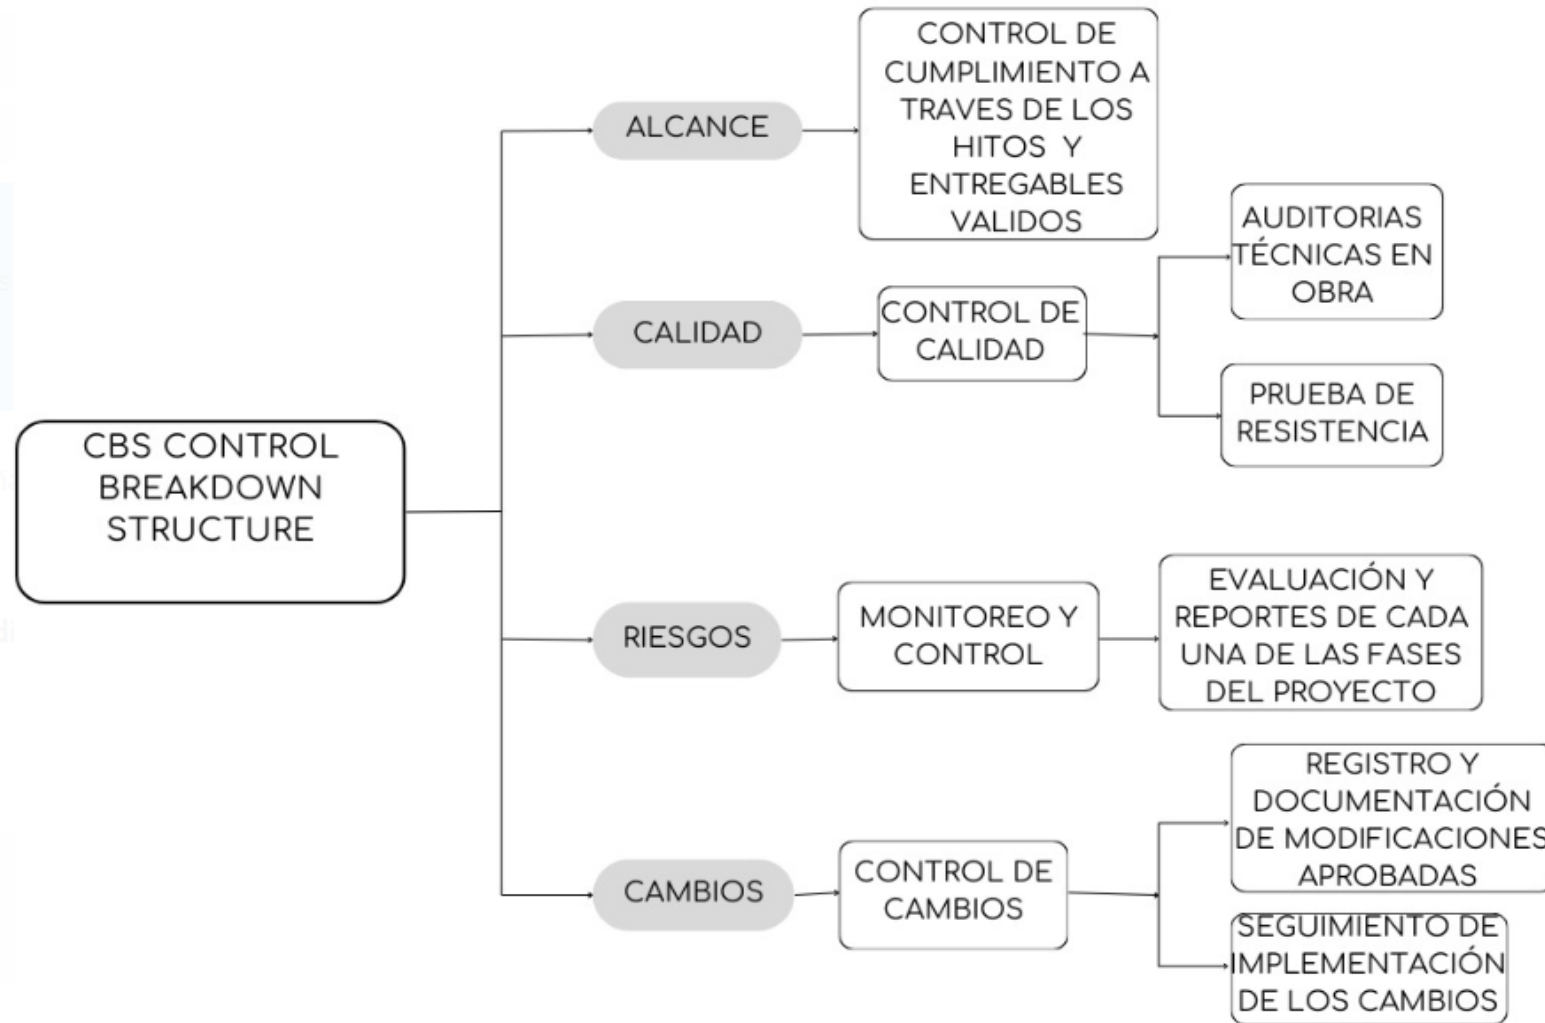 CBS CONTROL
BREAKDOWN
STRUCTURE
ALCANCE
CONTROL DE
CUMPLIMIENTO A
TRAVES DE LOS
HITOS Y
ENTREGABLES
VALIDOS
CALIDAD
CONTROL DE
CALIDAD
AUDITORIAS
TÉCNICAS EN
OBRA
PRUEBA DE
RESISTENCIA
RIESGOS
MONITOREO Y
CONTROL
EVALUACIÓN Y
REPORTES DE CADA
UNA DE LAS FASES
DEL PROYECTO
CAMBIOS
CONTROL DE
CAMBIOS
REGISTRO Y
DOCUMENTACIÓN
DE MODIFICACIONES
APROBADAS
SEGUIMIENTO DE
IMPLEMENTACIÓN
DE LOS CAMBIOS